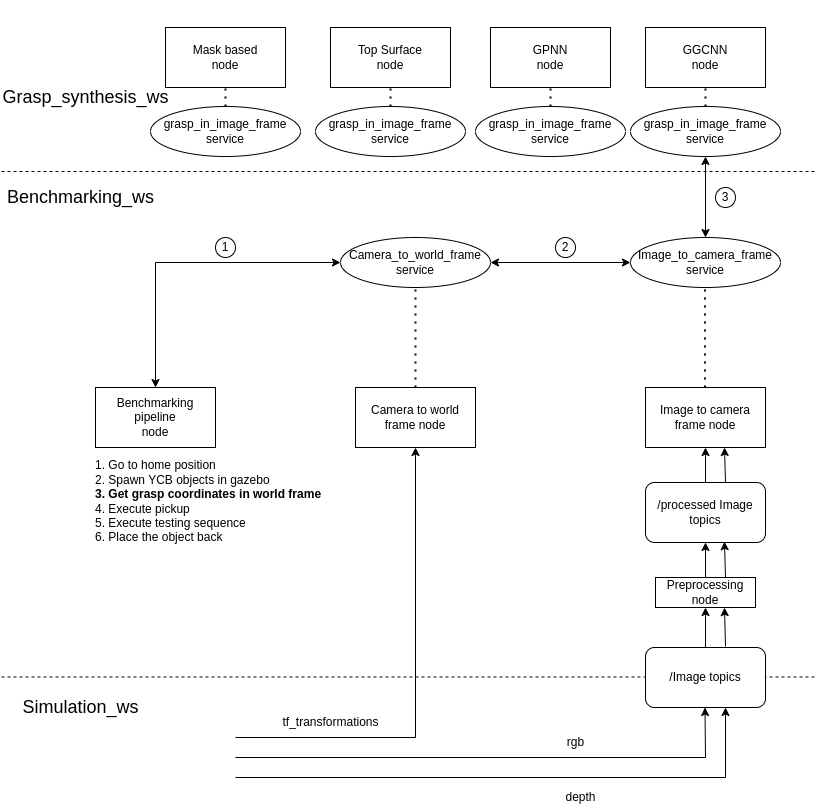 Mask based
node
Top Surface
node
GPNN
node
GGCNN
node
Grasp_synthesis_ws
grasp_in_image_frame
service
grasp_in_image_frame
service
grasp_in_image_frame
service
grasp_in_image_frame
service
Benchmarking_ws
3
1
2
Camera_to_world_frame
service
Image_to_camera_frame
service
Benchmarking
pipeline
node
Camera to world
frame node
Image to camera
frame node
1. Go to home position
2. Spawn YCB objects in gazebo
3. Get grasp coordinates in world frame
4. Execute pickup
5. Execute testing sequence
6. Place the object back
/processed Image
topics
Preprocessing
node
/Image topics
Simulation_ws
tf_transformations
rgb
depth